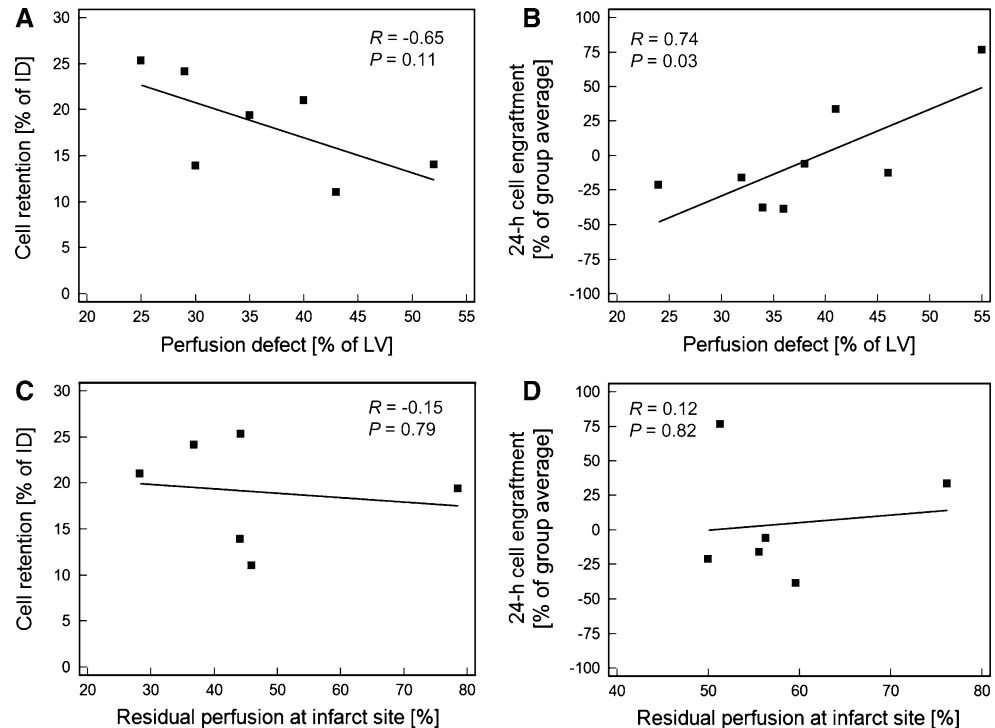 A
R = -0.65
P = 0.11
30
25
20
15
10
5
0
Cell retention [% of ID]
20 25 30 35 40 45 50 55
Perfusion defect [% of LV]
B
R = 0.74
P = 0.03
100
75
50
25
0
-25
-50
-75
-100
24-h cell engraftment
[% of group average]
20 25 30 35 40 45 50 55
Perfusion defect [% of LV]
C
R = -0.15
P = 0.79
30
25
20
15
10
5
0
Cell retention [% of ID]
20 30 40 50 60 70 80
Residual perfusion at infarct site [%]
D
R = 0.12
P = 0.82
100
75
50
25
0
-25
-50
-75
-100
24-h cell engraftment
[% of group average]
40 50 60 70 80
Residual perfusion at infarct site [%]